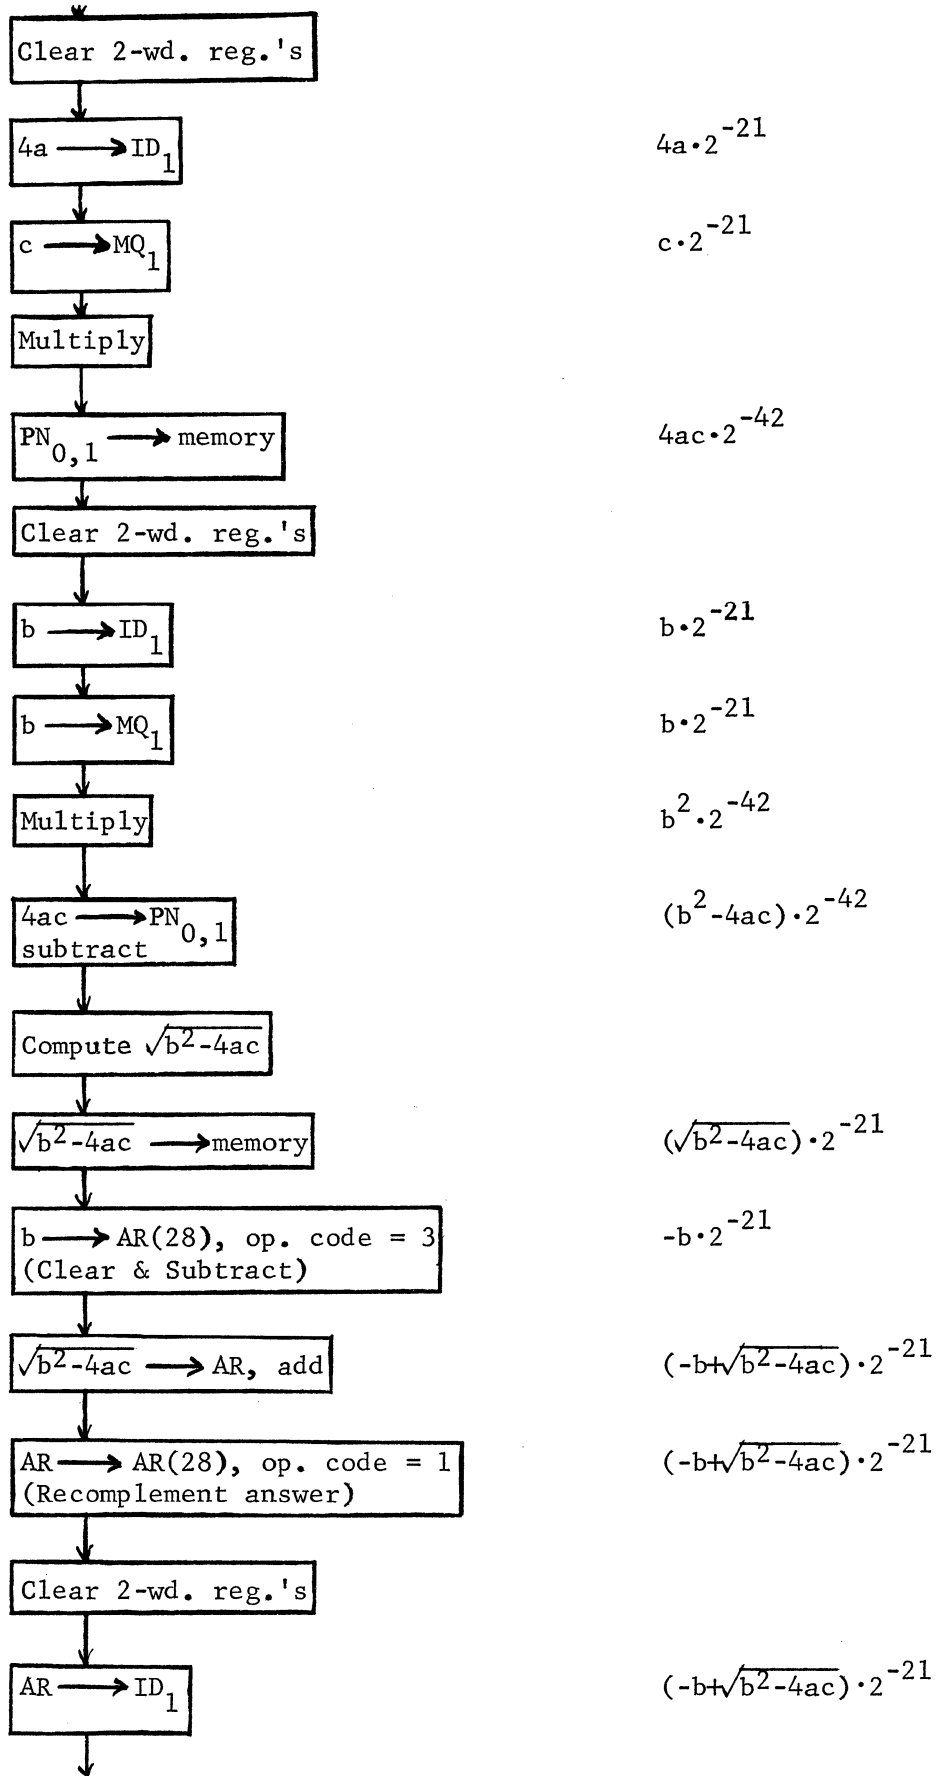 Clear 2-wd. reg.'s
4a ⟶ ID₁ 4a·2⁻²¹
c ⟶ MQ₁ c·2⁻²¹
Multiply
PN₀,₁ ⟶ memory 4ac·2⁻⁴²
Clear 2-wd. reg.'s
b ⟶ ID₁ b·2⁻²¹
b ⟶ MQ₁ b·2⁻²¹
Multiply b²·2⁻⁴²
4ac ⟶ PN₀,₁ (b²-4ac)·2⁻⁴²
subtract
Compute √(b²-4ac)
√(b²-4ac) ⟶ memory (√(b²-4ac))·2⁻²¹
b ⟶ AR(28), op. code = 3 -b·2⁻²¹
(Clear & Subtract)
√(b²-4ac) ⟶ AR, add (-b+√(b²-4ac))·2⁻²¹
AR ⟶ AR(28), op. code = 1 (-b+√(b²-4ac))·2⁻²¹
(Recomplement answer)
Clear 2-wd. reg.'s
AR ⟶ ID₁ (-b+√(b²-4ac))·2⁻²¹